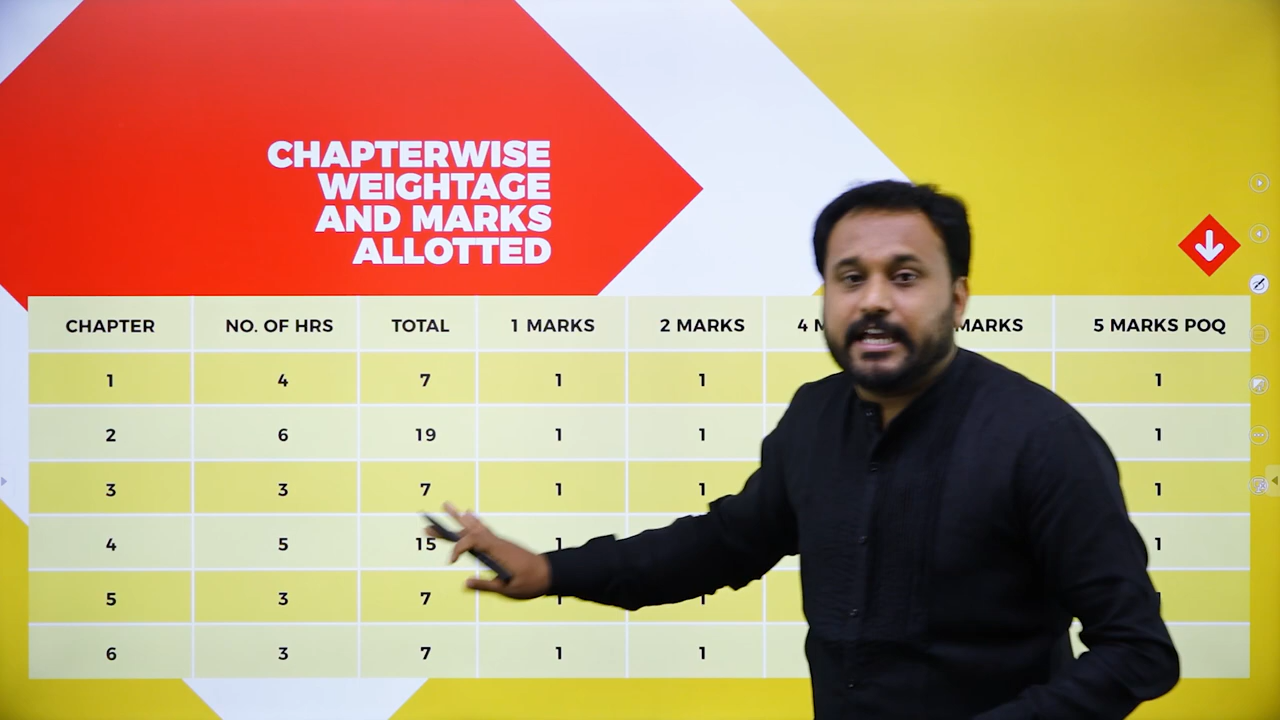 CHAPTERWISE
WEIGHTAGE
AND MARKS
ALLOTTED
CHAPTER NO. OF HRS TOTAL 1 MARKS 2 MARKS 4 MARKS 5 MARKS POQ
1 4 7 1 1 1
2 6 19 1 1 1
3 3 7 1 1 1
4 5 15 1 1
5 3 7
6 3 7 1 1